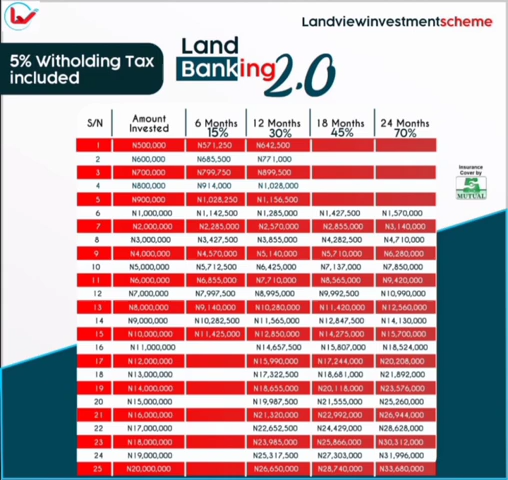 Landviewinvestmentscheme
5% Witholding Tax
included
Land
Banking 2.0
S/N Amount Invested 6 Months 15% 12 Months 30% 18 Months 45% 24 Months 70%
1 N500,000 N571,250 N642,500
2 N600,000 N685,500 N771,000
3 N700,000 N799,750 N899,500
4 N800,000 N914,000 N1,028,000
5 N900,000 N1,028,250 N1,156,500
6 N1,000,000 N1,142,500 N1,285,000 N1,427,500 N1,570,000
7 N2,000,000 N2,285,000 N2,570,000 N2,855,000 N3,140,000
8 N3,000,000 N3,427,500 N3,855,000 N4,282,500 N4,710,000
9 N4,000,000 N4,570,000 N5,140,000 N5,710,000 N6,280,000
10 N5,000,000 N5,712,500 N6,425,000 N7,137,000 N7,850,000
11 N6,000,000 N6,855,000 N7,710,000 N8,565,000 N9,420,000
12 N7,000,000 N7,997,500 N8,995,000 N9,992,500 N10,990,000
13 N8,000,000 N9,140,000 N10,280,000 N11,420,000 N12,560,000
14 N9,000,000 N10,282,500 N11,565,000 N12,847,500 N14,130,000
15 N10,000,000 N11,425,000 N12,850,000 N14,275,000 N15,700,000
16 N11,000,000 N14,657,500 N15,807,000 N18,524,000
17 N12,000,000 N15,990,000 N17,244,000 N20,208,000
18 N13,000,000 N17,322,500 N18,681,000 N21,892,000
19 N14,000,000 N18,655,000 N20,118,000 N23,576,000
20 N15,000,000 N19,987,500 N21,555,000 N25,260,000
21 N16,000,000 N21,320,000 N22,992,000 N26,944,000
22 N17,000,000 N22,652,500 N24,429,000 N28,628,000
23 N18,000,000 N23,985,000 N25,866,000 N30,312,000
24 N19,000,000 N25,317,500 N27,303,000 N31,996,000
25 N20,000,000 N26,650,000 N28,740,000 N33,680,000
Insurance
Cover by
MUTUAL